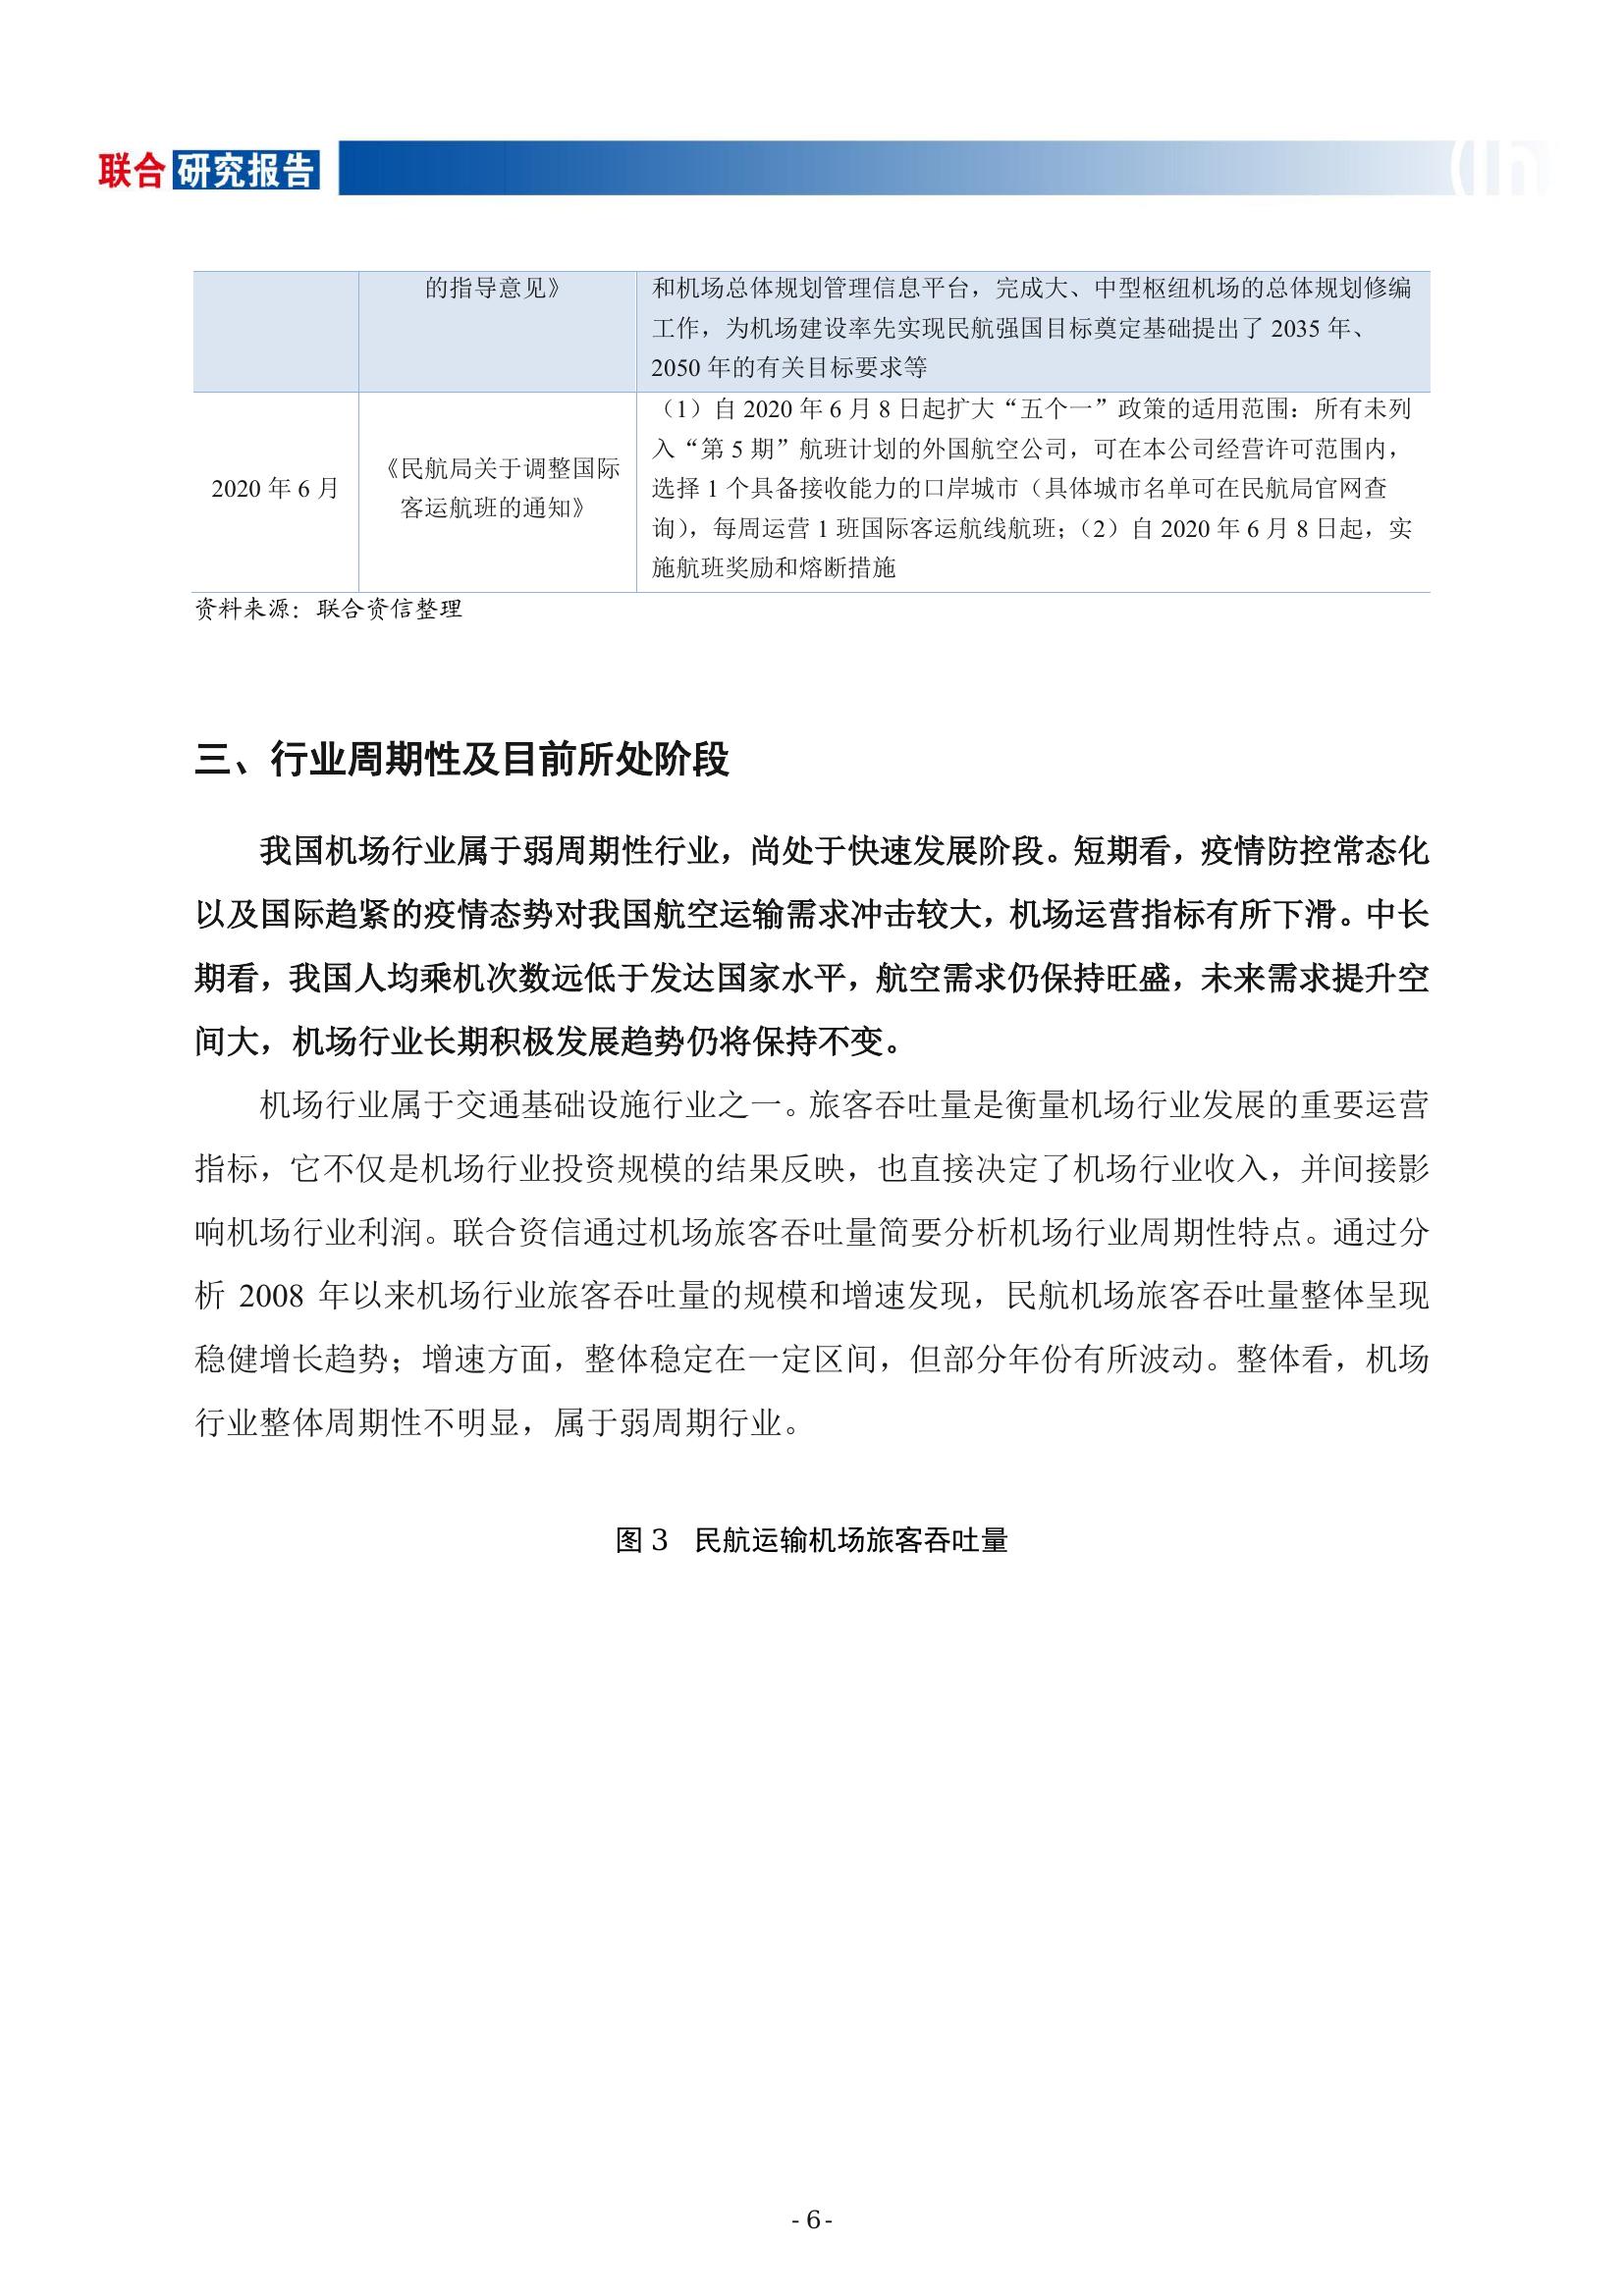 联合 研究报告
的指导意见》
和机场总体规划管理信息平台，完成大、中型枢纽机场的总体规划修编
工作，为机场建设率先实现民航强国目标奠定基础提出了 2035 年、
2050 年的有关目标要求等
2020 年 6 月
《民航局关于调整国际
客运航班的通知》
（1）自 2020 年 6 月 8 日起扩大“五个一”政策的适用范围：所有未列
入“第 5 期”航班计划的外国航空公司，可在本公司经营许可范围内，
选择 1 个具备接收能力的口岸城市（具体城市名单可在民航局官网查
询），每周运营 1 班国际客运航线航班；（2）自 2020 年 6 月 8 日起，实
施航班奖励和熔断措施
资料来源：联合资信整理
三、行业周期性及目前所处阶段
我国机场行业属于弱周期性行业，尚处于快速发展阶段。短期看，疫情防控常态化
以及国际趋紧的疫情态势对我国航空运输需求冲击较大，机场运营指标有所下滑。中长
期看，我国人均乘机次数远低于发达国家水平，航空需求仍保持旺盛，未来需求提升空
间大，机场行业长期积极发展趋势仍将保持不变。
机场行业属于交通基础设施行业之一。旅客吞吐量是衡量机场行业发展的重要运营
指标，它不仅是机场行业投资规模的结果反映，也直接决定了机场行业收入，并间接影
响机场行业利润。联合资信通过机场旅客吞吐量简要分析机场行业周期性特点。通过分
析 2008 年以来机场行业旅客吞吐量的规模和增速发现，民航机场旅客吞吐量整体呈现
稳健增长趋势；增速方面，整体稳定在一定区间，但部分年份有所波动。整体看，机场
行业整体周期性不明显，属于弱周期行业。
图 3 民航运输机场旅客吞吐量
- 6 -